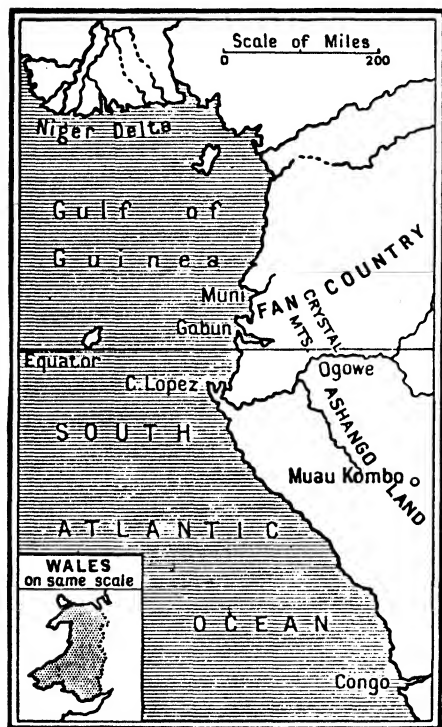 Scale of Miles
0 200
Niger Delta
Gulf of
Guinea
Muni
FAN COUNTRY
CRYSTAL
MTS.
Gabun
Equator
Ogowe
C. Lopez
ASHANGO
LAND
SOUTH
Muau Kombo
ATLANTIC
WALES
on same scale
OCEAN
Congo